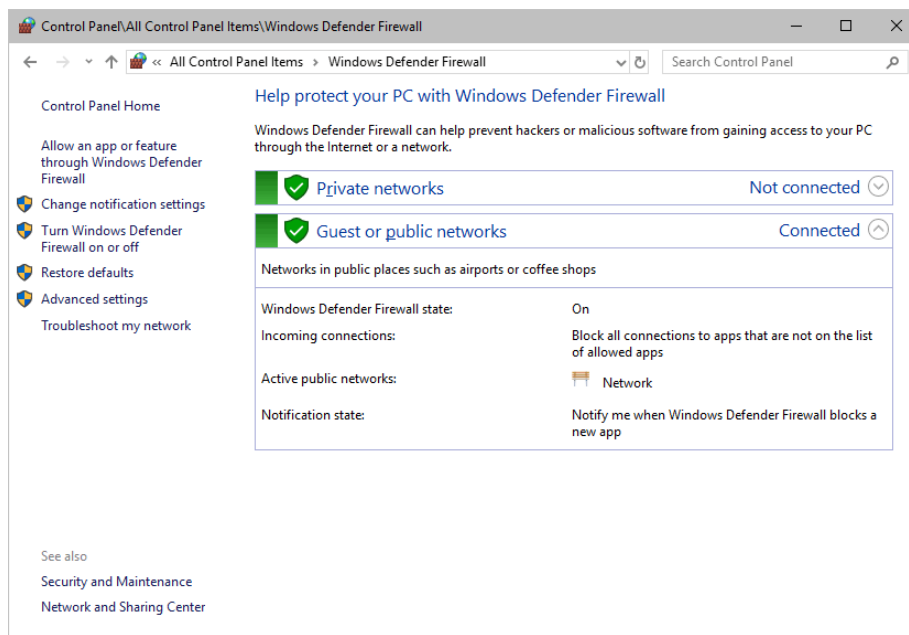 Control Panel\All Control Panel Items\Windows Defender Firewall
« All Control Panel Items › Windows Defender Firewall
Search Control Panel
Control Panel Home
Allow an app or feature
through Windows Defender
Firewall
Change notification settings
Turn Windows Defender
Firewall on or off
Restore defaults
Advanced settings
Troubleshoot my network
See also
Security and Maintenance
Network and Sharing Center
Help protect your PC with Windows Defender Firewall
Windows Defender Firewall can help prevent hackers or malicious software from gaining access to your PC
through the Internet or a network.
Private networks Not connected
Guest or public networks Connected
Networks in public places such as airports or coffee shops
Windows Defender Firewall state: On
Incoming connections: Block all connections to apps that are not on the list
of allowed apps
Active public networks: Network
Notification state: Notify me when Windows Defender Firewall blocks a
new app